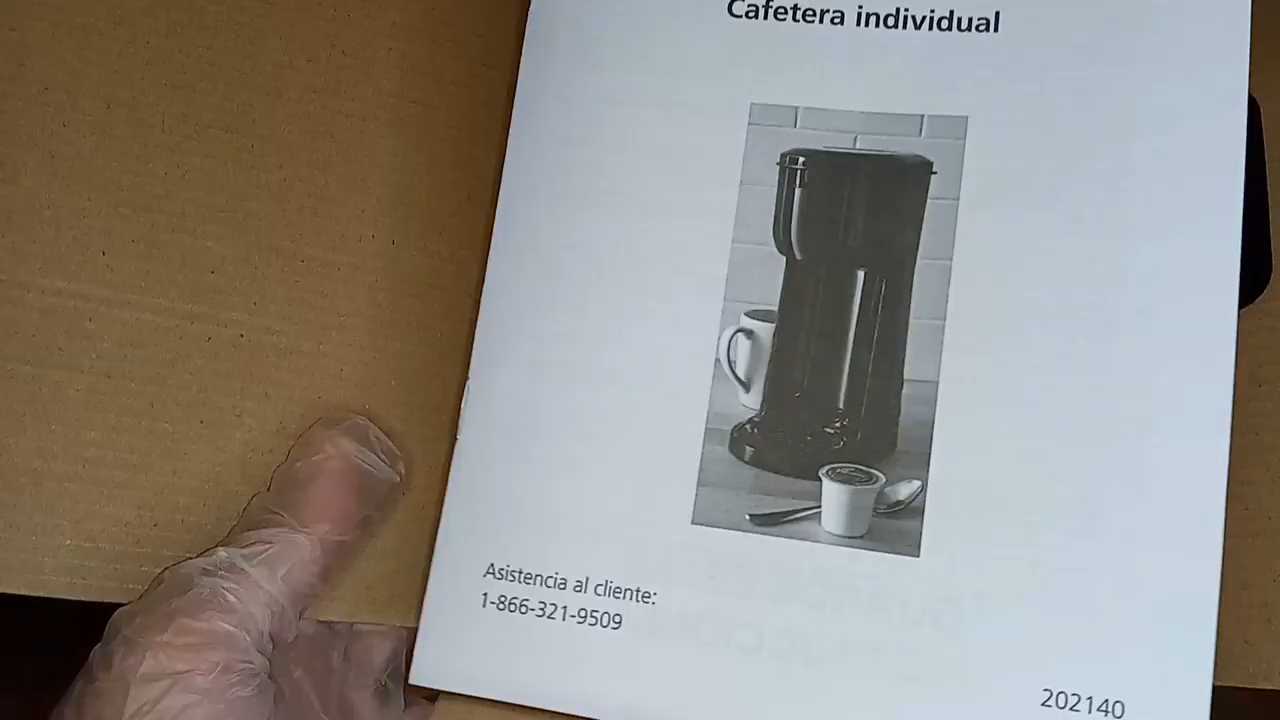 Cafetera individual
Asistencia al cliente:
1-866-321-9509
202140